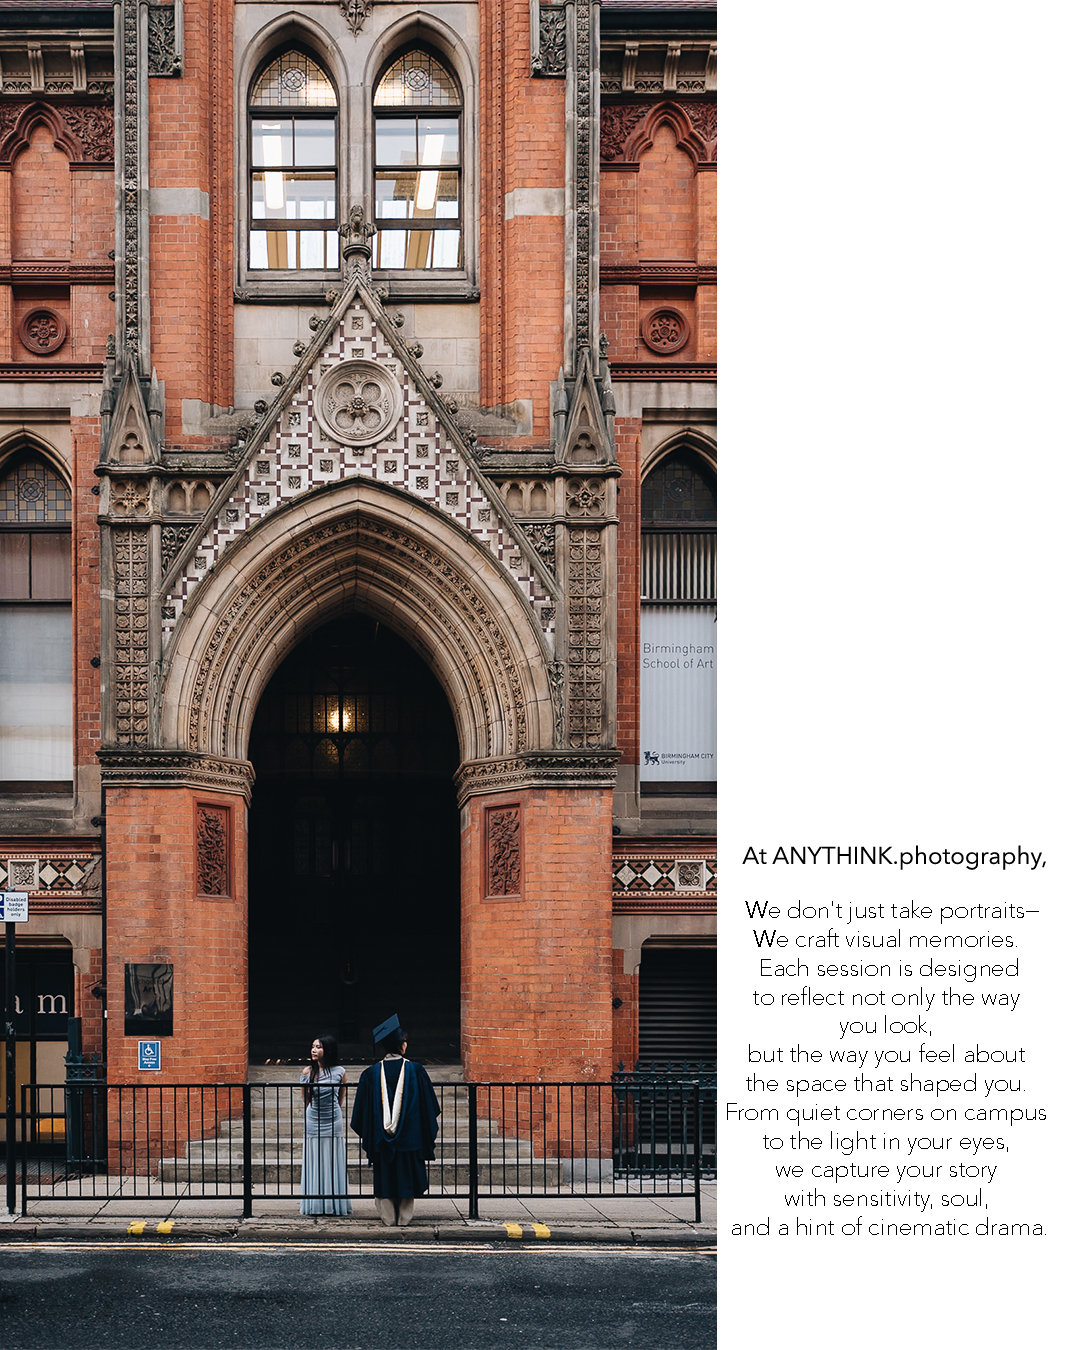 Birmingham
School of Art
BIRMINGHAM CITY
University
Disabled
badge
holders
only
a m
At ANYTHINK.photography,
We don't just take portraits—
We craft visual memories.
Each session is designed
to reflect not only the way
you look,
but the way you feel about
the space that shaped you.
From quiet corners on campus
to the light in your eyes,
we capture your story
with sensitivity, soul,
and a hint of cinematic drama.